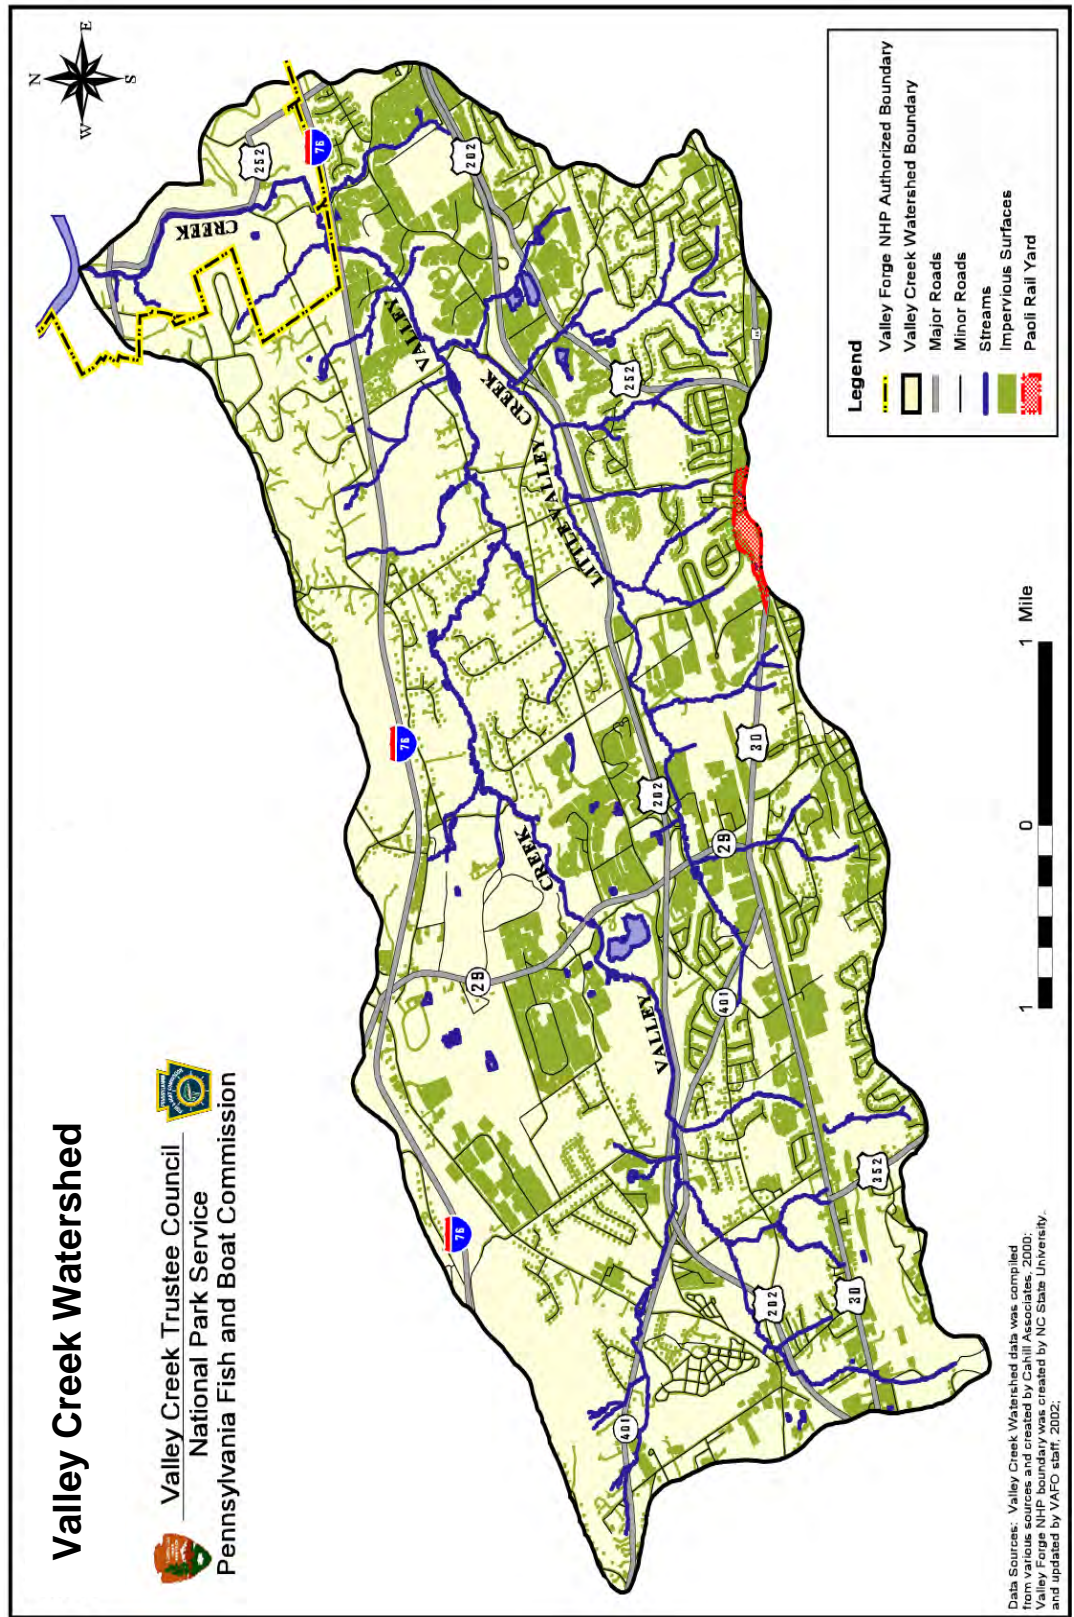 Valley Creek Watershed
Valley Creek Trustee Council
National Park Service
Pennsylvania Fish and Boat Commission
N
E
S
W
252
76
202
CREEK
VALLEY
CREEK
LITTLE VALLEY
252
76
30
202
29
CREEK
29
VALLEY
401
76
352
202
30
401
Legend
Valley Forge NHP Authorized Boundary
Valley Creek Watershed Boundary
Major Roads
Minor Roads
Streams
Impervious Surfaces
Paoli Rail Yard
1 0 1 Mile
Data Sources: Valley Creek Watershed data was compiled
from various sources and created by Cahill Associates, 2000;
Valley Forge NHP boundary was created by NC State University
and updated by VAFO staff, 2002;